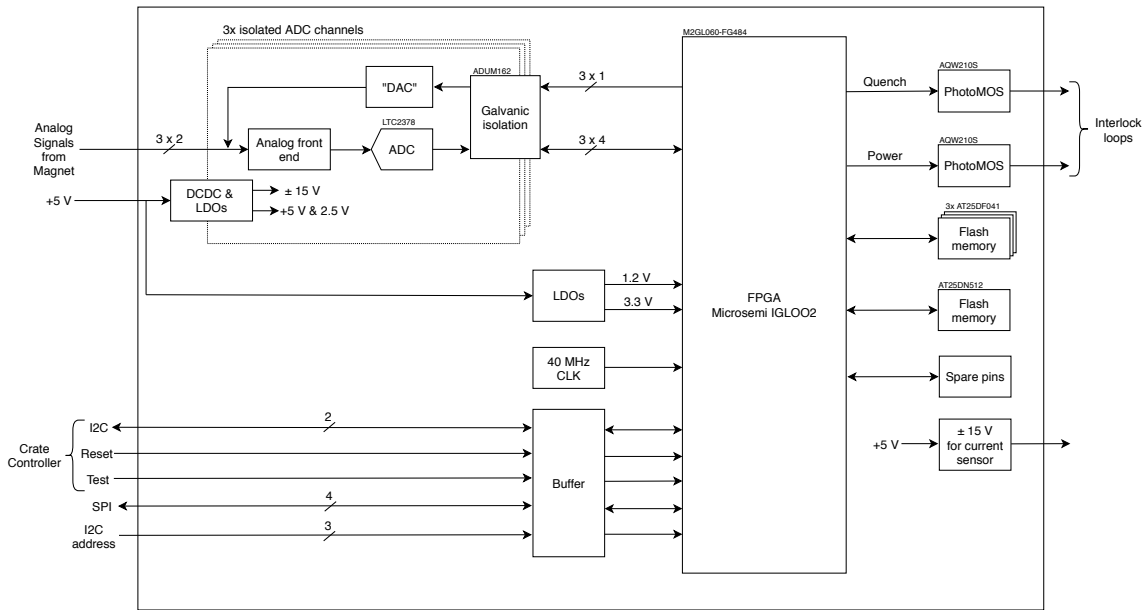 3x isolated ADC channels
M2GL060-FG484
ADUM162
"DAC"
Galvanic
isolation
3 x 1
LTC2378
ADC
Analog front
end
3 x 4
Analog
Signals
from
Magnet
3 x 2
+5 V
DCDC &
LDOs
± 15 V
+5 V & 2.5 V
LDOs
1.2 V
3.3 V
FPGA
Microsemi IGLOO2
40 MHz
CLK
Crate
Controller
I2C
2
Reset
Test
SPI
4
I2C
address
3
Buffer
Quench
AQW210S
PhotoMOS
Power
AQW210S
PhotoMOS
Interlock
loops
3x AT25DF041
Flash
memory
AT25DN512
Flash
memory
Spare pins
+5 V
± 15 V
for current
sensor